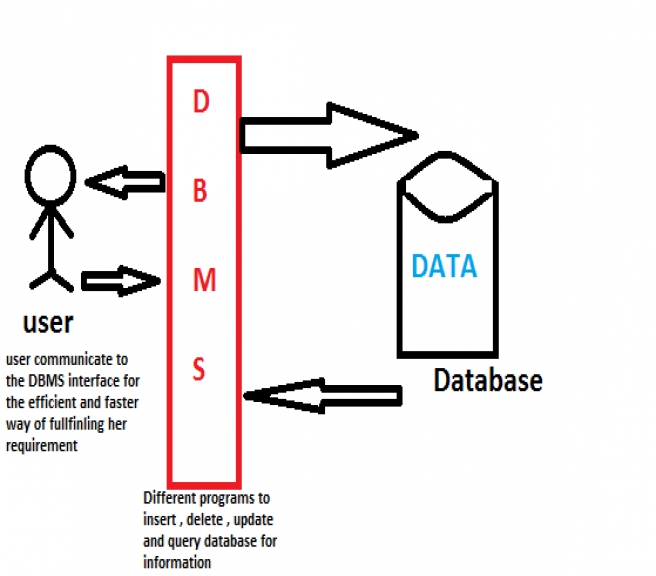 D
B
M
S
DATA
user
Database
user communicate to
the DBMS interface for
the efficient and faster
way of fullfinling her
requirement
Different programs to
insert , delete , update
and query database for
information